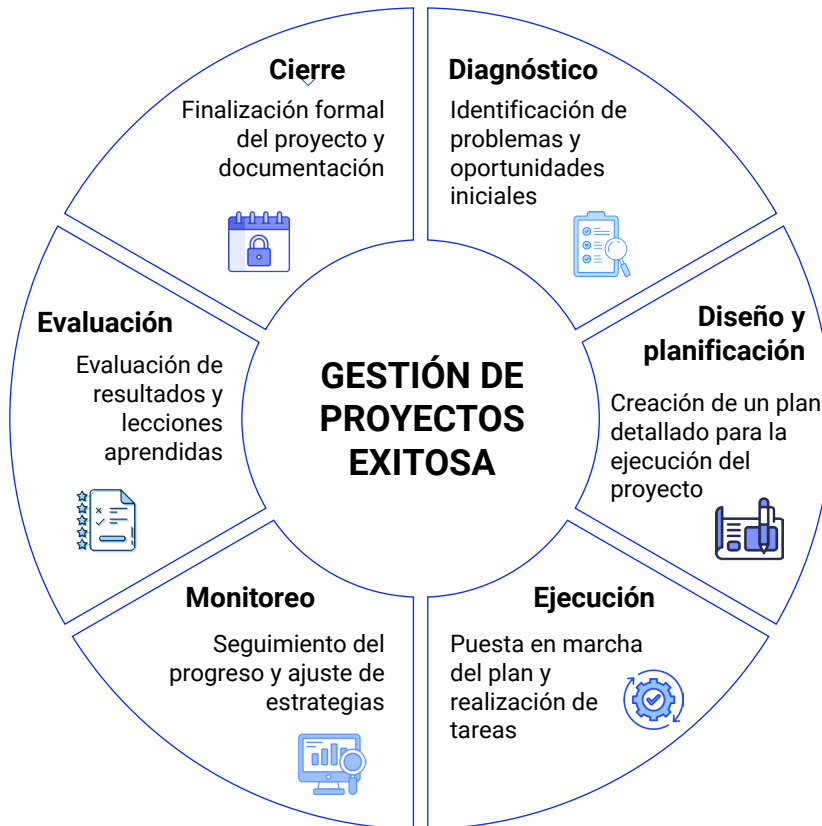 Cierre
Finalización formal
del proyecto y
documentación
Diagnóstico
Identificación de
problemas y
oportunidades
iniciales
Evaluación
Evaluación de
resultados y
lecciones
aprendidas
GESTIÓN DE
PROYECTOS
EXITOSA
Diseño y
planificación
Creación de un plan
detallado para la
ejecución del
proyecto
Monitoreo
Seguimiento del
progreso y ajuste de
estrategias
Ejecución
Puesta en marcha
del plan y
realización de
tareas